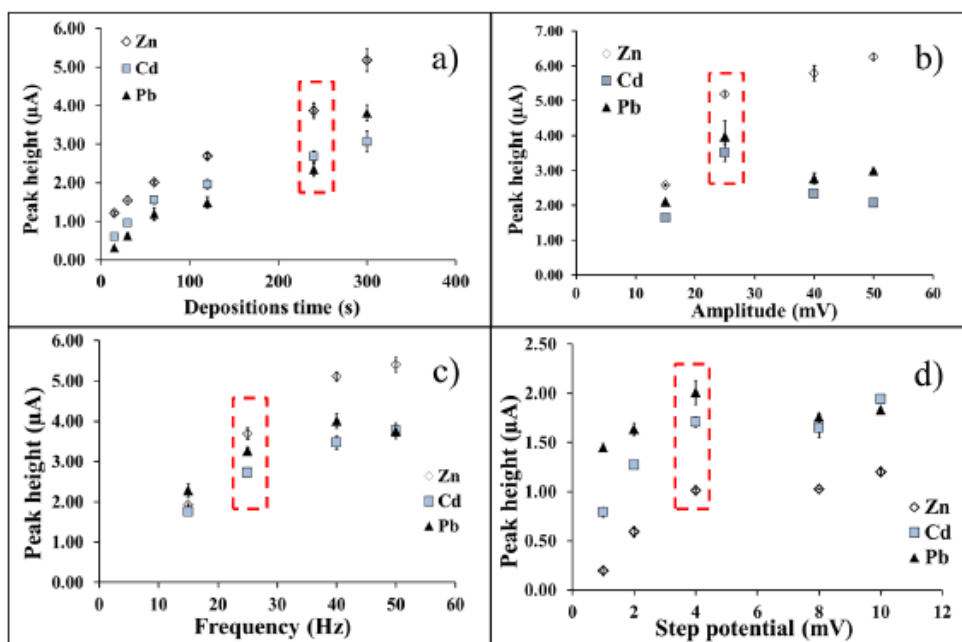 a)
Zn
Cd
Pb
Peak height (µA)
6.00
5.00
4.00
3.00
2.00
1.00
0.00
0 100 200 300 400
Depositions time (s)
b)
Zn
Cd
Pb
Peak height (µA)
7.00
6.00
5.00
4.00
3.00
2.00
1.00
0.00
0 10 20 30 40 50 60
Amplitude (mV)
c)
Zn
Cd
Pb
Peak height (µA)
6.00
5.00
4.00
3.00
2.00
1.00
0.00
0 10 20 30 40 50 60
Frequency (Hz)
d)
Zn
Cd
Pb
Peak height (µA)
2.50
2.00
1.50
1.00
0.50
0.00
0 2 4 6 8 10 12
Step potential (mV)